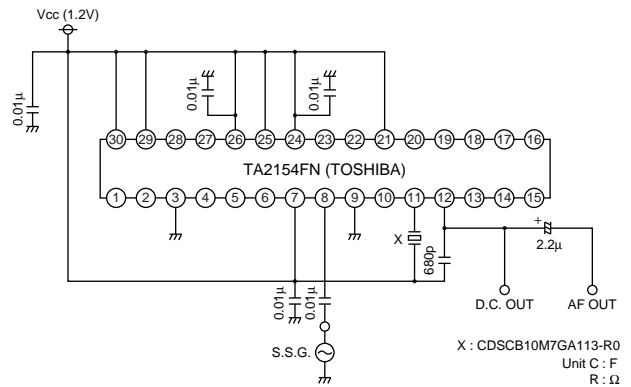 Vcc (1.2V)
0.01μ
0.01μ
0.01μ
30 29 28 27 26 25 24 23 22 21 20 19 18 17 16
TA2154FN (TOSHIBA)
1 2 3 4 5 6 7 8 9 10 11 12 13 14 15
X
680p
+
2.2μ
0.01μ
0.01μ
D.C. OUT
AF OUT
S.S.G.
X : CDSCB10M7GA113-R0
Unit C : F
R : Ω